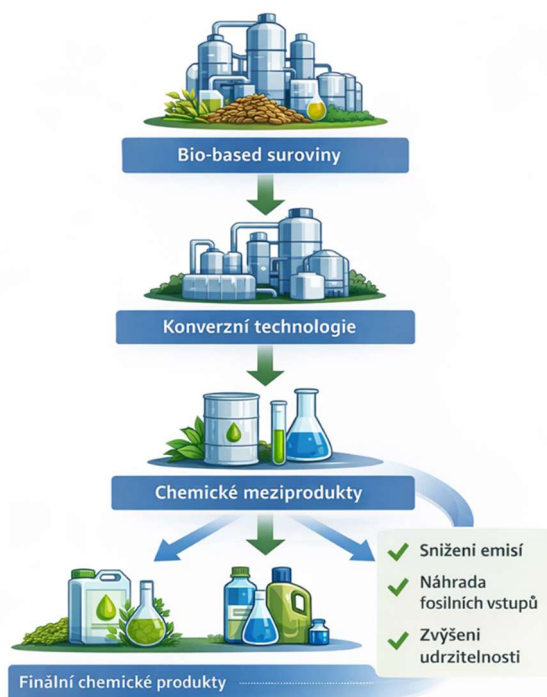 Bio-based suroviny
Konverzní technologie
Chemické meziprodukty
Sniženi emisí
Náhrada
fosilních vstupů
Zvýšeni
udrzitelnosti
Finální chemické produkty